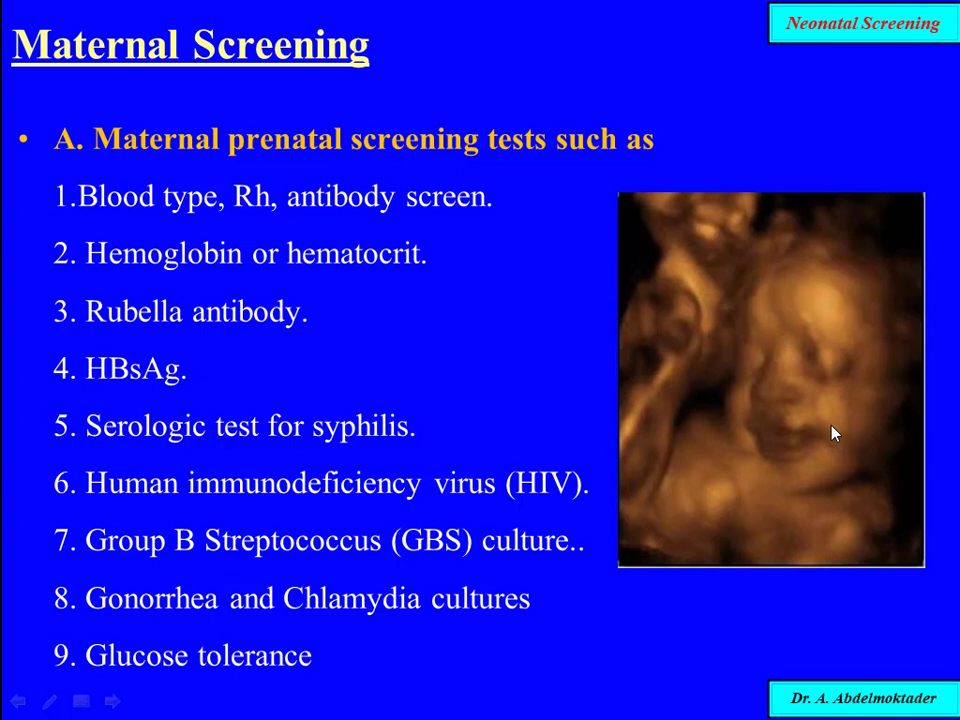 Neonatal Screening
Maternal Screening
• A. Maternal prenatal screening tests such as
1.Blood type, Rh, antibody screen.
2. Hemoglobin or hematocrit.
3. Rubella antibody.
4. HBsAg.
5. Serologic test for syphilis.
6. Human immunodeficiency virus (HIV).
7. Group B Streptococcus (GBS) culture..
8. Gonorrhea and Chlamydia cultures
9. Glucose tolerance
Dr. A. Abdelmoktader